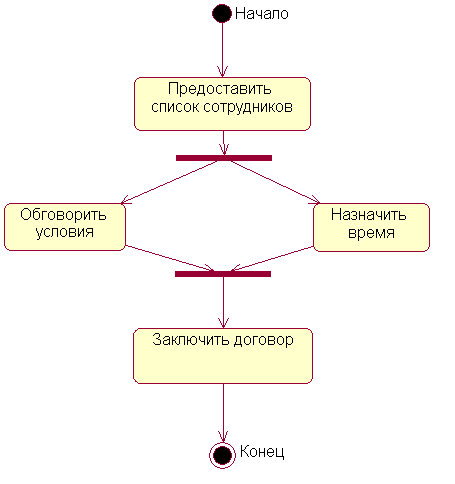 Начало
Предоставить
список сотрудников
Обговорить
условия
Назначить
время
Заключить договор
Конец